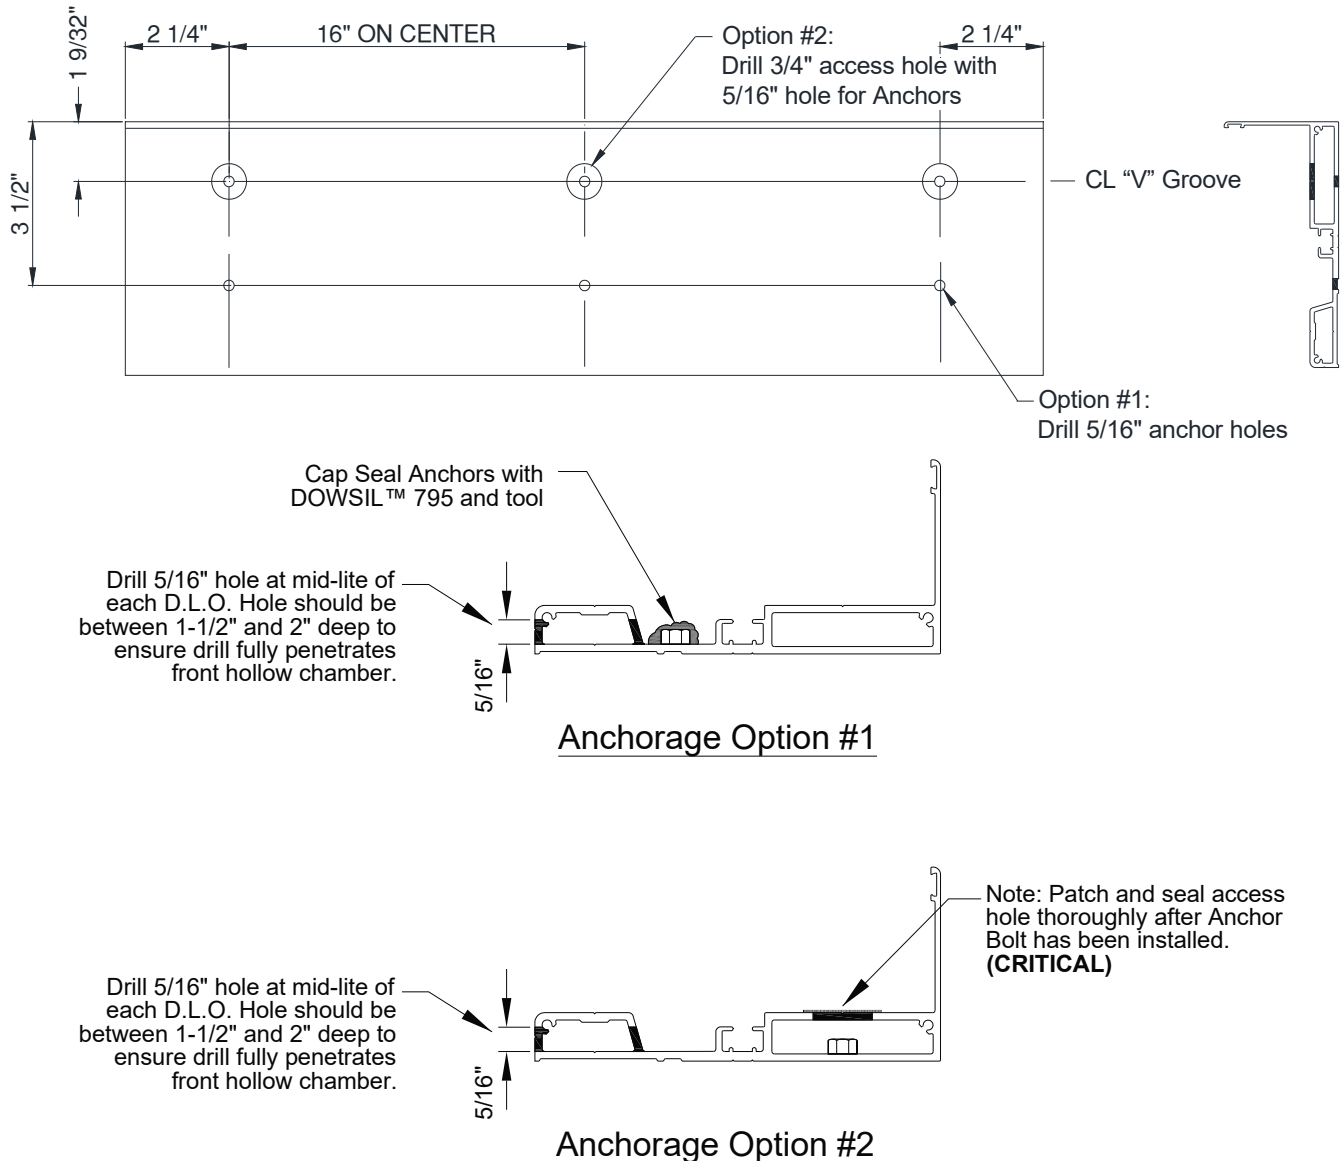 2 1/4"
16" ON CENTER
2 1/4"
1 9/32"
3 1/2"
Option #2:
Drill 3/4" access hole with
5/16" hole for Anchors
CL “V” Groove
Option #1:
Drill 5/16" anchor holes
Cap Seal Anchors with
DOWSIL™ 795 and tool
Drill 5/16" hole at mid-lite of
each D.L.O. Hole should be
between 1-1/2" and 2" deep to
ensure drill fully penetrates
front hollow chamber.
5/16"
Anchorage Option #1
Note: Patch and seal access
hole thoroughly after Anchor
Bolt has been installed.
(CRITICAL)
Drill 5/16" hole at mid-lite of
each D.L.O. Hole should be
between 1-1/2" and 2" deep to
ensure drill fully penetrates
front hollow chamber.
5/16"
Anchorage Option #2